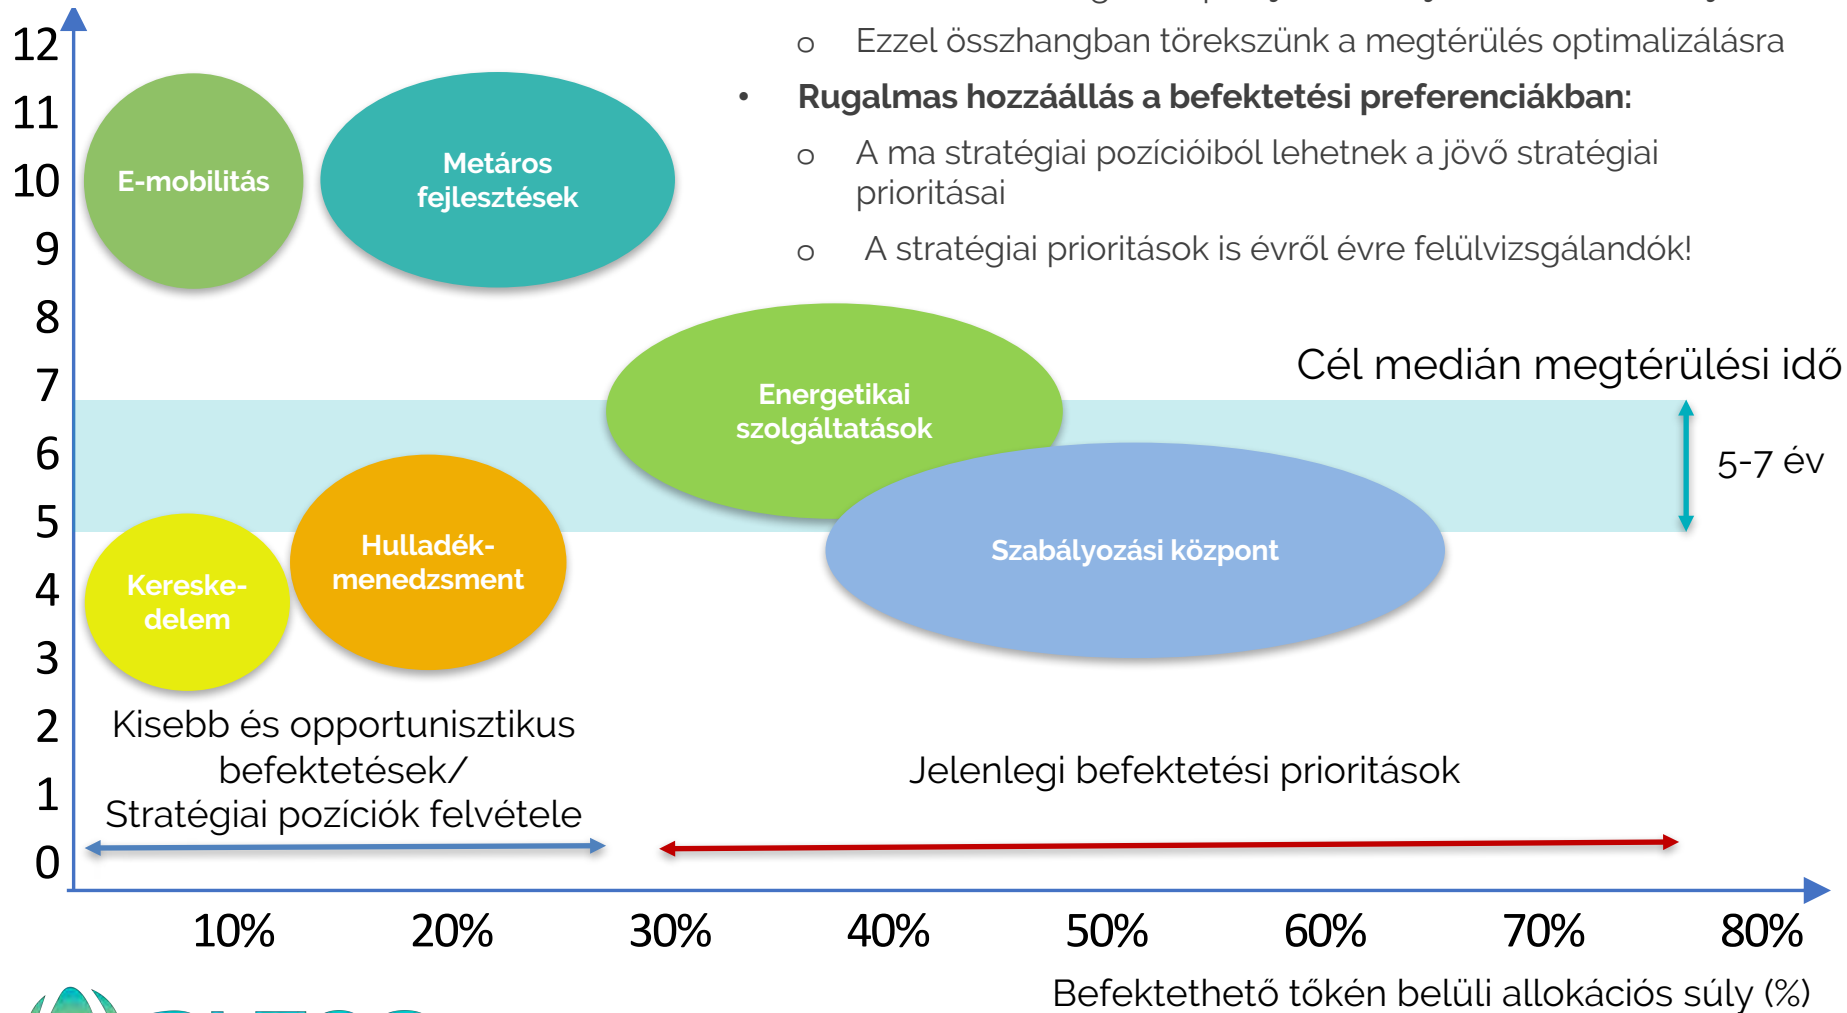 o Ezzel összhangban törekszünk a megtérülés optimalizálásra
• Rugalmas hozzáállás a befektetési preferenciákban:
o A ma stratégiai pozícióiból lehetnek a jövő stratégiai
prioritásai
o A stratégiai prioritások is évről évre felülvizsgálandók!
12
11
10
9
8
7
6
5
4
3
2
1
0
E-mobilitás
Metáros
fejlesztések
Energetikai
szolgáltatások
Cél medián megtérülési idő
5-7 év
Hulladék-
menedzsment
Szabályozási központ
Kereske-
delem
Kisebb és opportunisztikus
befektetések/
Stratégiai pozíciók felvétele
Jelenlegi befektetési prioritások
10% 20% 30% 40% 50% 60% 70% 80%
Befektethető tőkén belüli allokációs súly (%)